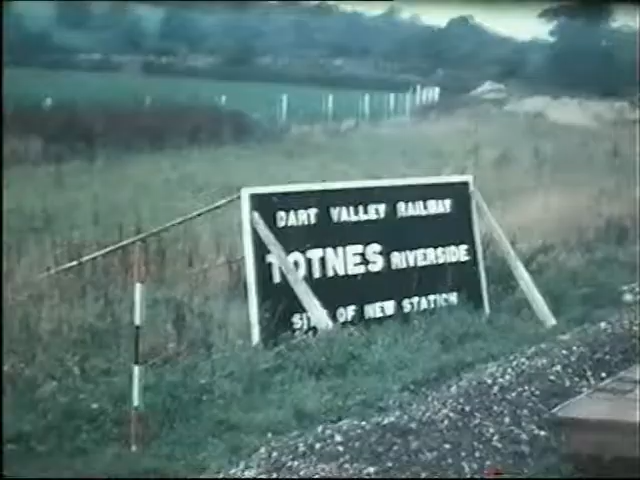 DART VALLEY RAILWAY
TOTNES RIVERSIDE
SITE OF NEW STATION